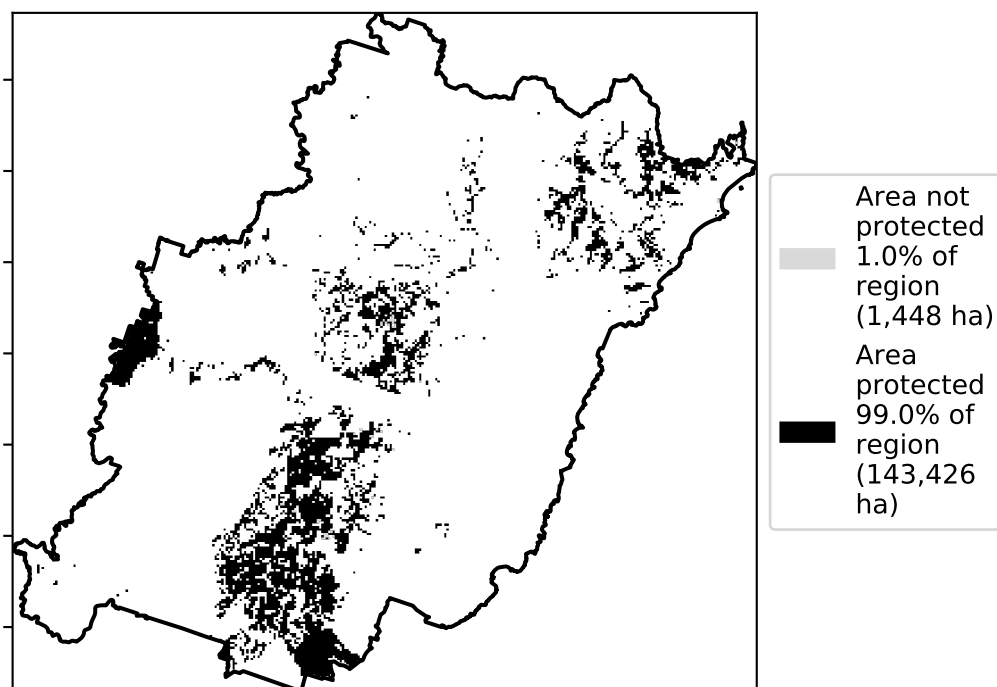 Area not
protected
1.0% of
region
(1,448 ha)
Area
protected
99.0% of
region
(143,426
ha)